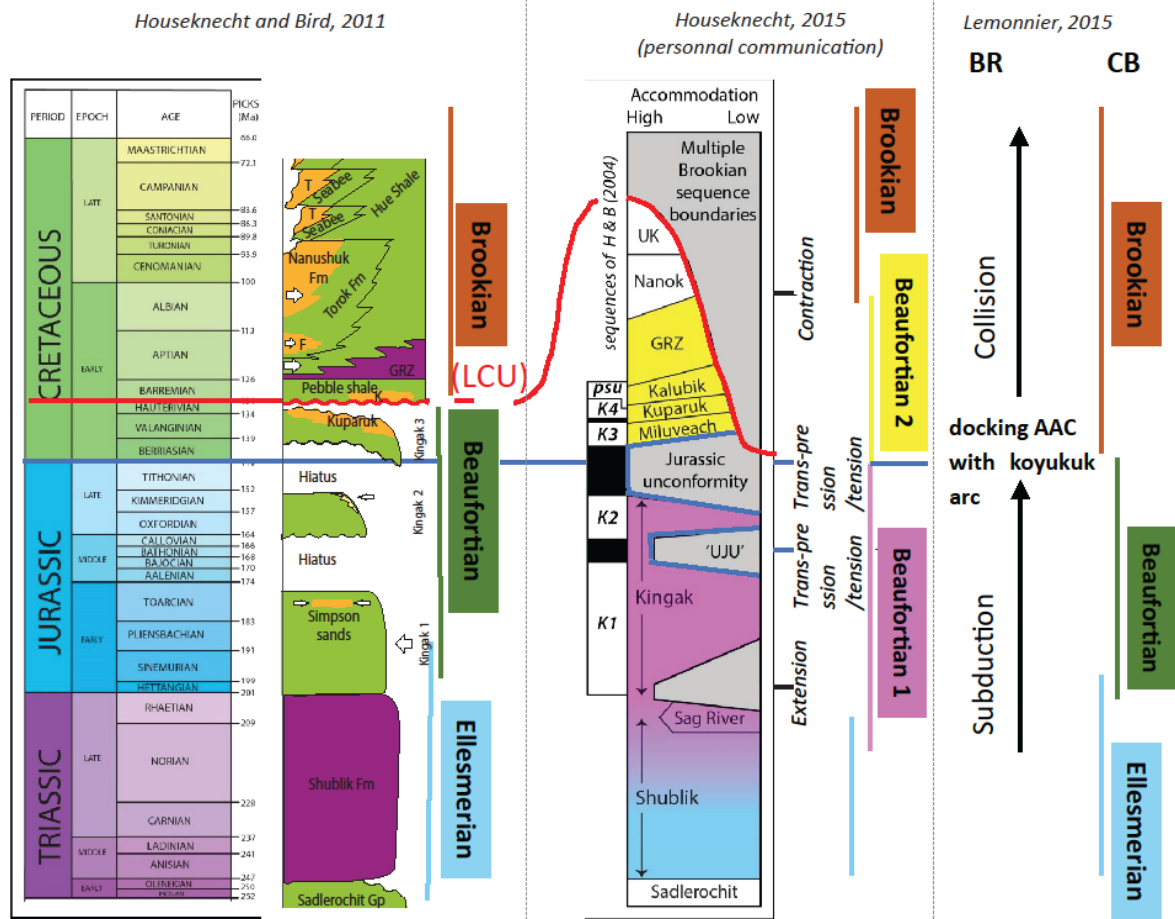 Houseknecht and Bird, 2011
Houseknecht, 2015
(personnal communication)
Lemonnier, 2015
BR
CB
PERIOD
EPOCH
AGE
PICKS
(Ma)
CRETACEOUS
JURASSIC
TRIASSIC
LATE
EARLY
LATE
MIDDLE
EARLY
LATE
MIDDLE
EARLY
MAASTRICHTIAN
CAMPANIAN
SANTONIAN
CONIACIAN
TURONIAN
CENOMANIAN
ALBIAN
APTIAN
BARREMIAN
HAUTERIVIAN
VALANGINIAN
BERRIASIAN
TITHONIAN
KIMMERIDGIAN
OXFORDIAN
CALLOVIAN
BATHONIAN
BAJOCIAN
AALENIAN
TOARCIAN
PLIENSBACHIAN
SINEMURIAN
HETTANGIAN
RHAETIAN
NORIAN
CARNIAN
LADINIAN
ANISIAN
OLENEKIAN
66.0
72.1
83.6
86.3
89.8
93.9
100
113
126
134
139
152
157
164
166
168
170
174
183
191
199
201
209
228
237
241
247
250
252
T
SeaBee
T
SeaBee
Hue Shale
Nanushuk
Fm
Torok Fm
F
GRZ
Pebble shale
K
Kuparuk
Kingak 3
Hiatus
Kingak 2
Hiatus
Simpson
sands
Kingak 1
Shublik Fm
Sadlerochit Gp
Brookian
(LCU)
Beaufortian
Ellesmerian
Accommodation
High
Low
sequences of H & B (2004)
Multiple
Brookian
sequence
boundaries
UK
Nanok
GRZ
psu
Kalubik
K4
Kuparuk
K3
Miluveach
Jurassic
unconformity
K2
'UJU'
Kingak
K1
Sag River
Shublik
Sadlerochit
Contraction
Trans-pre
ssion
/tension
Trans-pre
ssion
/tension
Extension
Brookian
Beaufortian 2
Beaufortian 1
Collision
docking AAC
with koyukuk
arc
Subduction
Brookian
Beaufortian
Ellesmerian